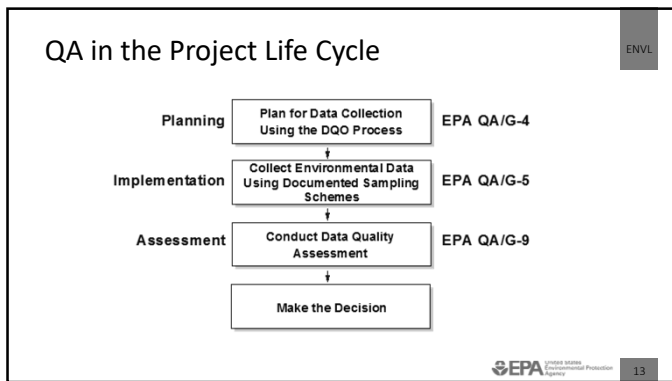 QA in the Project Life Cycle
ENVL
Planning
Plan for Data Collection
Using the DQO Process
EPA QA/G-4
Implementation
Collect Environmental Data
Using Documented Sampling
Schemes
EPA QA/G-5
Assessment
Conduct Data Quality
Assessment
EPA QA/G-9
Make the Decision
EPA
United States
Environmental Protection
Agency
13